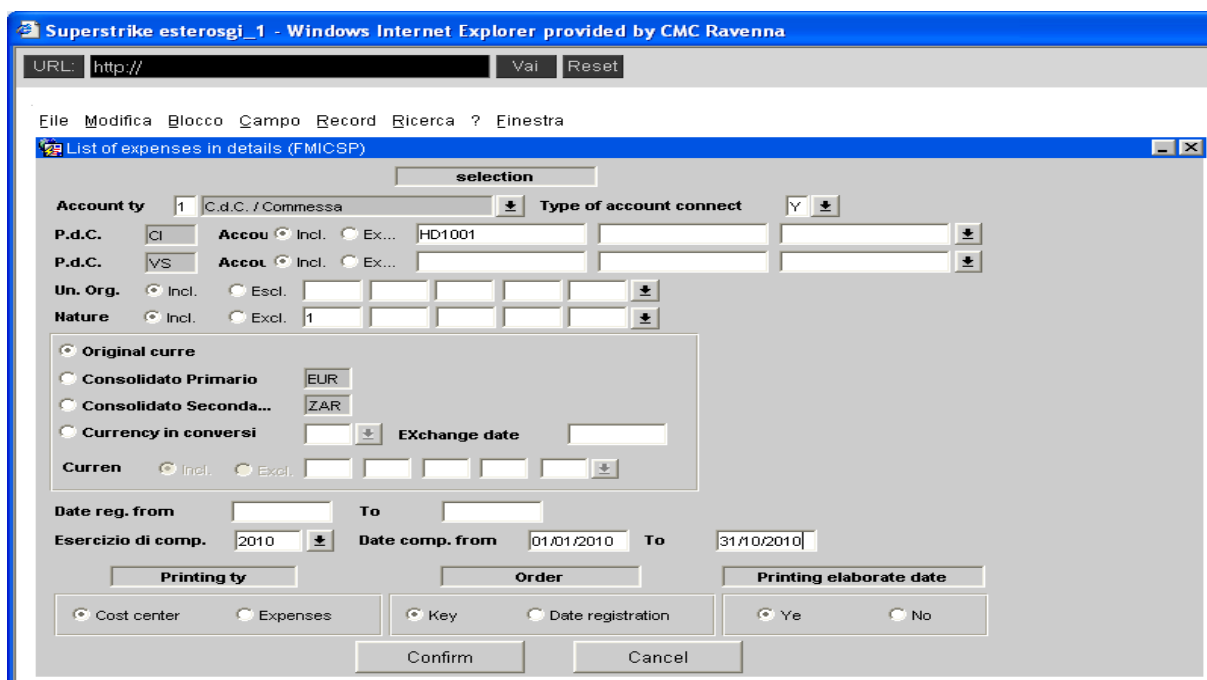 Superstrike esterosgi_1 - Windows Internet Explorer provided by CMC Ravenna
URL: http:// Vai Reset
File Modifica Blocco Campo Record Ricerca ? Finestra
List of expenses in details (FMICSP)
selection
Account ty 1 C.d.C. / Commessa Type of account connect Y
P.d.C. CI Accou Incl. Ex... HD1001
P.d.C. VS Accou Incl. Ex...
Un. Org. Incl. Escl.
Nature Incl. Excl. 1
Original curre
Consolidato Primario EUR
Consolidato Seconda... ZAR
Currency in conversi EXchange date
Curren Incl. Excl.
Date reg. from To
Esercizio di comp. 2010 Date comp. from 01/01/2010 To 31/10/2010
Printing ty Order Printing elaborate date
Cost center Expenses Key Date registration Ye No
Confirm Cancel